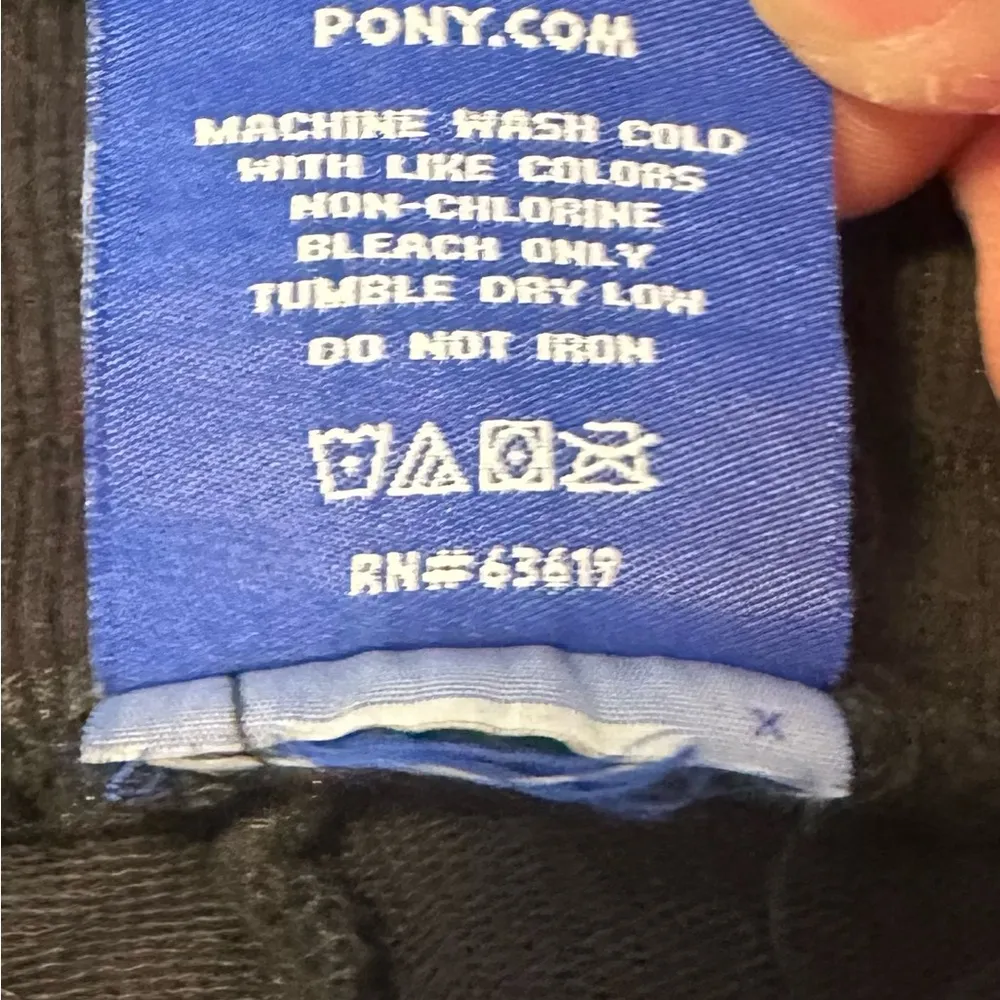 PONY.COM
MACHINE WASH COLD
WITH LIKE COLORS
NON-CHLORINE
BLEACH ONLY
TUMBLE DRY LOW
DO NOT IRON
RN#63619
X